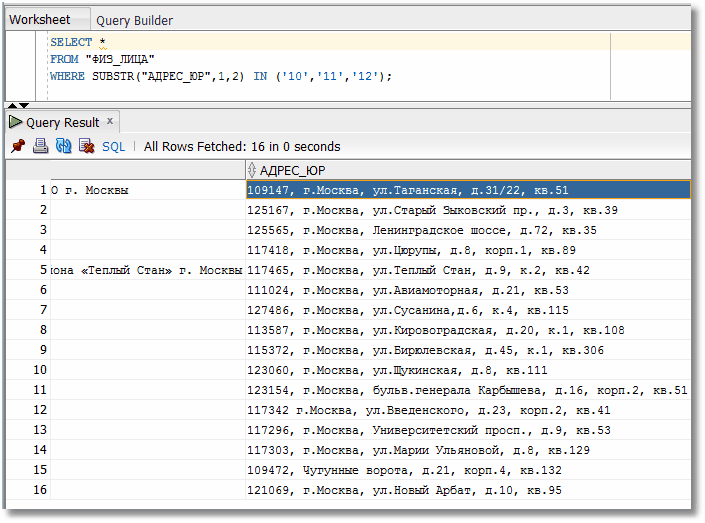 Worksheet Query Builder
SELECT *
FROM "ФИЗ_ЛИЦА"
WHERE SUBSTR("АДРЕС_ЮР",1,2) IN ('10','11','12');
Query Result x
SQL | All Rows Fetched: 16 in 0 seconds
АДРЕС_ЮР
1 О г. Москвы 109147, г.Москва, ул.Таганская, д.31/22, кв.51
2 125167, г.Москва, ул.Старый Зыковский пр., д.3, кв.39
3 125565, г.Москва, Ленинградское шоссе, д.72, кв.35
4 117418, г.Москва, ул.Цюрупы, д.8, корп.1, кв.89
5 она «Теплый Стан» г. Москвы 117465, г.Москва, ул.Теплый Стан, д.9, к.2, кв.42
6 111024, г.Москва, ул.Авиамоторная, д.21, кв.53
7 127486, г.Москва, ул.Сусанина,д.6, к.4, кв.115
8 113587, г.Москва, ул.Кировоградская, д.20, к.1, кв.108
9 115372, г.Москва, ул.Бирюлевская, д.45, к.1, кв.306
10 123060, г.Москва, ул.Щукинская, д.8, кв.111
11 123154, г.Москва, бульв.генерала Карбышева, д.16, корп.2, кв.51
12 117342 г.Москва, ул.Введенского, д.23, корп.2, кв.41
13 117296, г.Москва, Университетский просп., д.9, кв.53
14 117303, г.Москва, ул.Марии Ульяновой, д.8, кв.129
15 109472, Чугунные ворота, д.21, корп.4, кв.132
16 121069, г.Москва, ул.Новый Арбат, д.10, кв.95